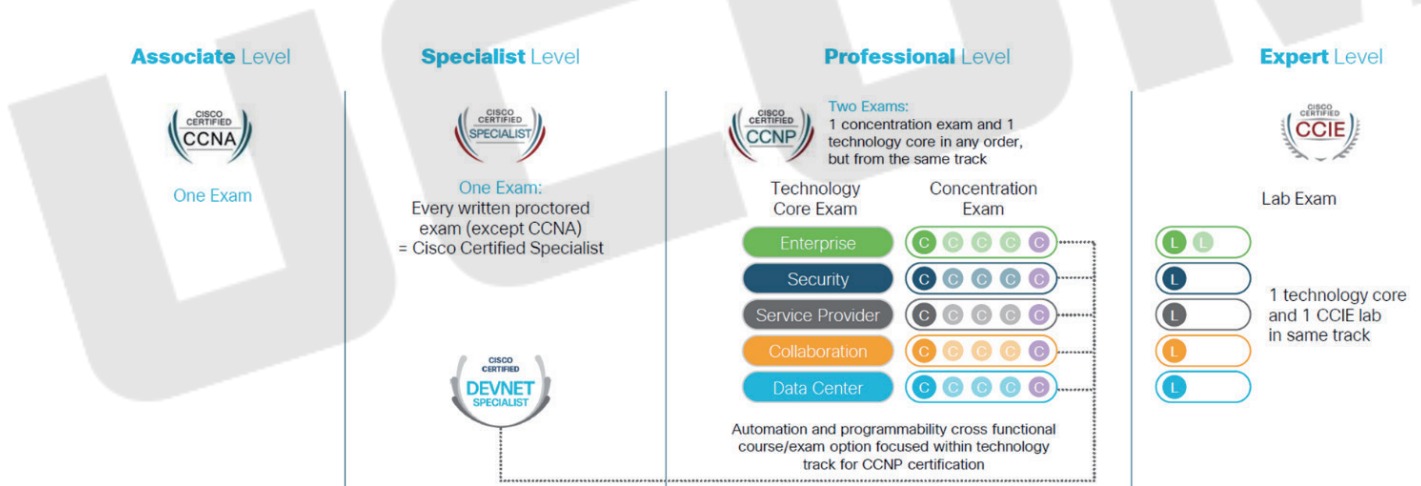 Associate Level
CISCO
CERTIFIED
CCNA
One Exam
Specialist Level
CISCO
CERTIFIED
SPECIALIST
One Exam:
Every written proctored
exam (except CCNA)
= Cisco Certified Specialist
CISCO
CERTIFIED
DEVNET
SPECIALIST
Professional Level
CISCO
CERTIFIED
CCNP
Two Exams:
1 concentration exam and 1
technology core in any order,
but from the same track
Technology
Core Exam
Concentration
Exam
Enterprise
C C C C C
Security
C C C C C
Service Provider
C C C C C
Collaboration
C C C C C
Data Center
C C C C C
Automation and programmability cross functional
course/exam option focused within technology
track for CCNP certification
Expert Level
CISCO
CERTIFIED
CCIE
Lab Exam
L L
L
L
L
L
1 technology core
and 1 CCIE lab
in same track